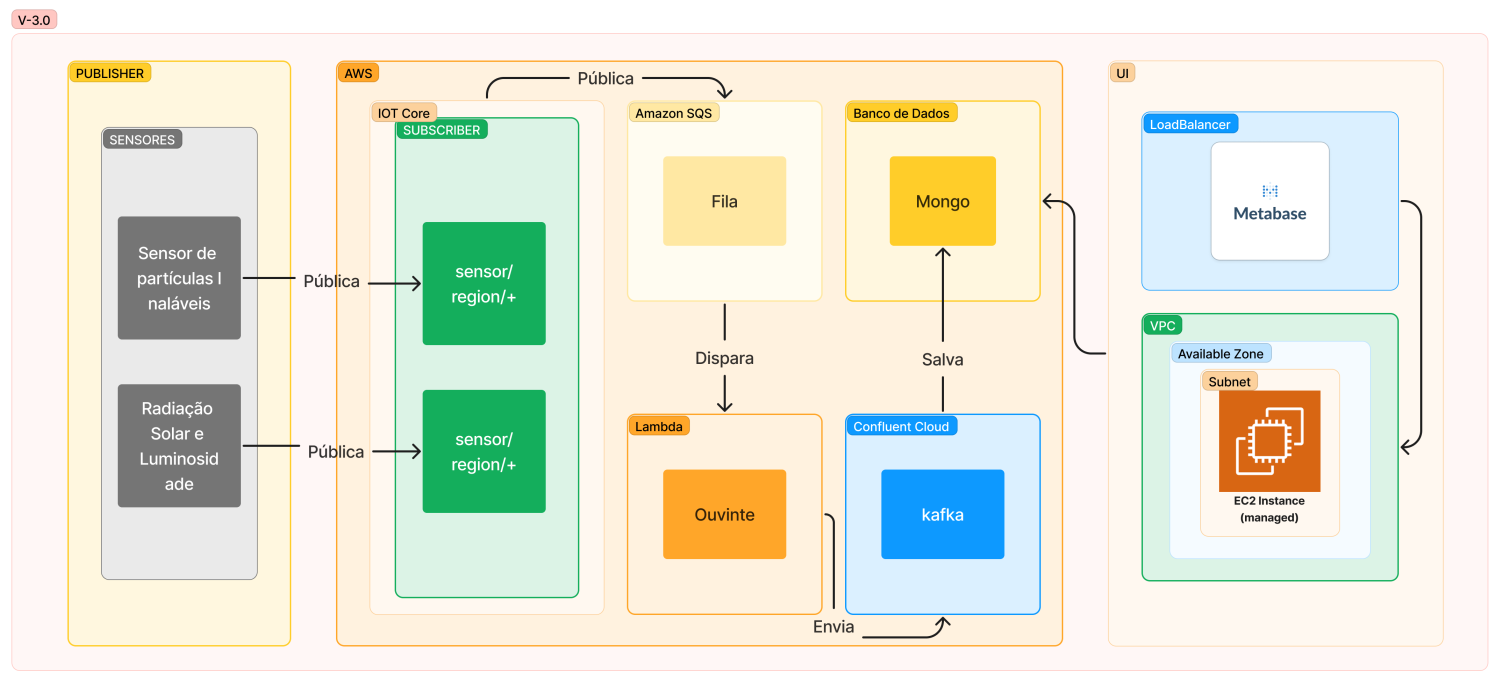 V-3.0
PUBLISHER
SENSORES
Sensor de
partículas I
naláveis
Radiação
Solar e
Luminosid
ade
Pública
Pública
AWS
IOT Core
SUBSCRIBER
sensor/
region/+
sensor/
region/+
Pública
Amazon SQS
Fila
Dispara
Lambda
Ouvinte
Envia
Banco de Dados
Mongo
Salva
Confluent Cloud
kafka
UI
LoadBalancer
Metabase
VPC
Available Zone
Subnet
EC2 Instance
(managed)